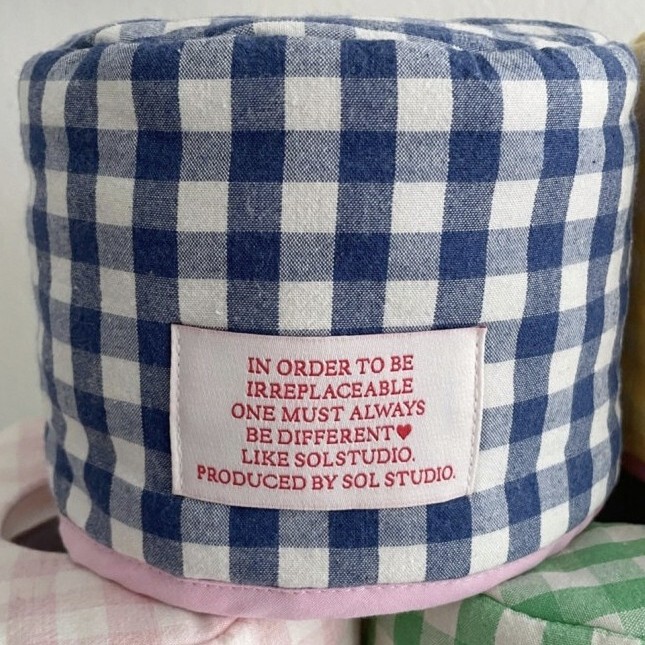 IN ORDER TO BE
IRREPLACEABLE
ONE MUST ALWAYS
BE DIFFERENT♥
LIKE SOLSTUDIO.
PRODUCED BY SOL STUDIO.